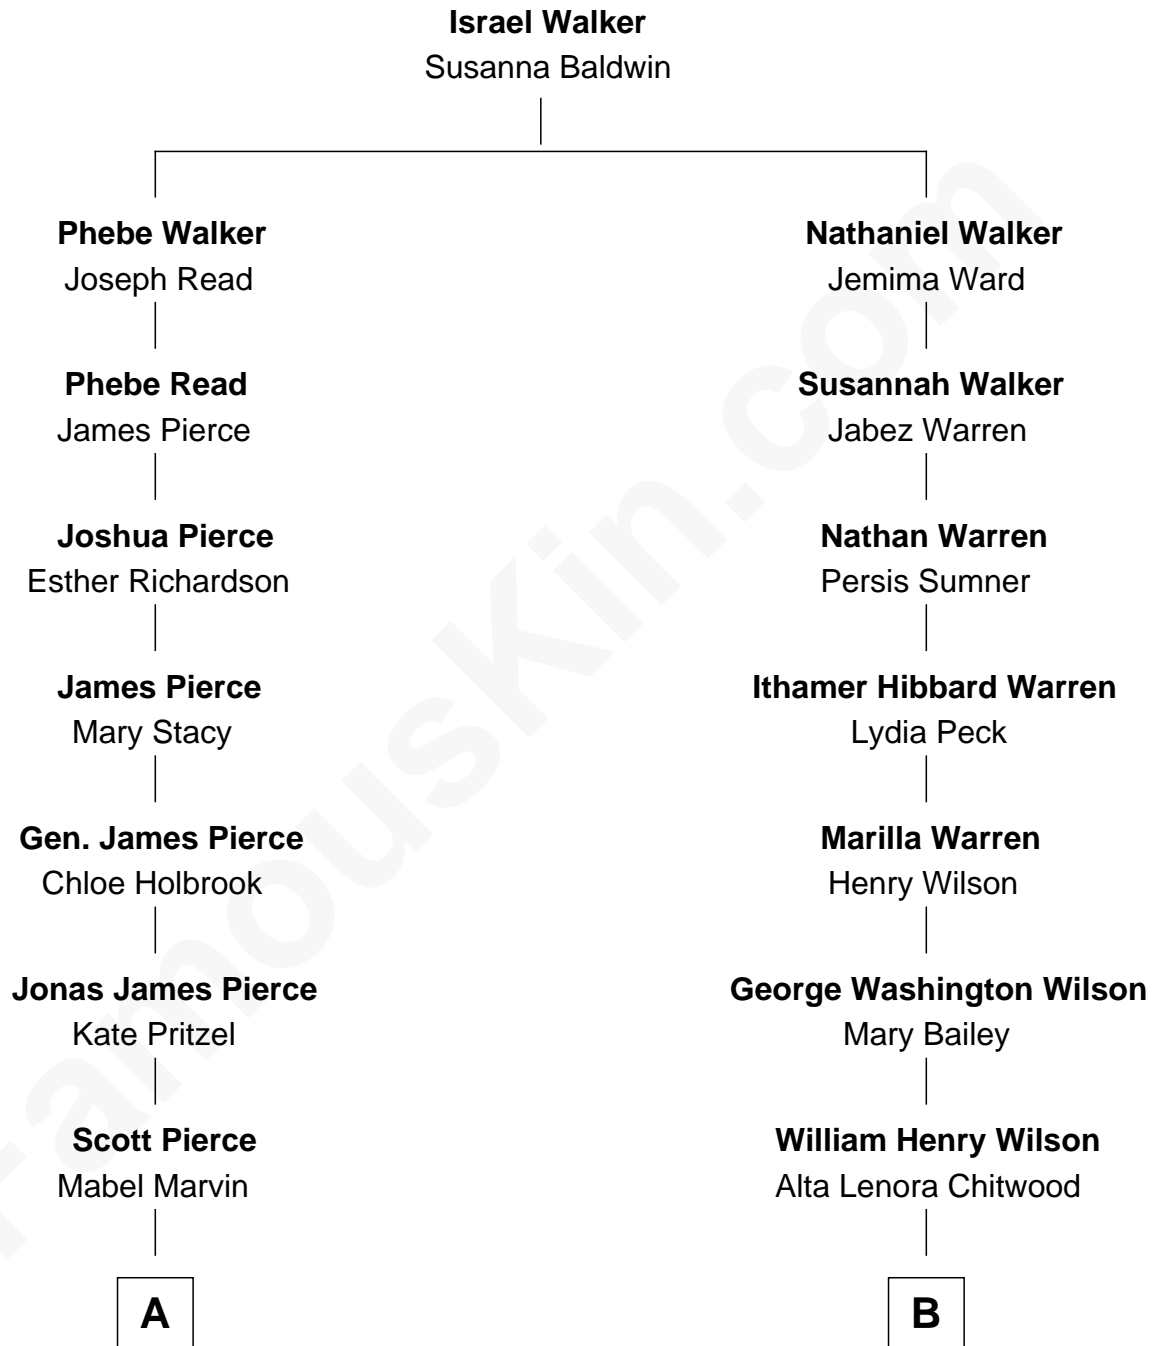 Israel Walker
Susanna Baldwin
Phebe Walker
Joseph Read
Nathaniel Walker
Jemima Ward
Phebe Read
James Pierce
Susannah Walker
Jabez Warren
Joshua Pierce
Esther Richardson
Nathan Warren
Persis Sumner
James Pierce
Mary Stacy
Ithamer Hibbard Warren
Lydia Peck
Gen. James Pierce
Chloe Holbrook
Marilla Warren
Henry Wilson
Jonas James Pierce
Kate Pritzel
George Washington Wilson
Mary Bailey
Scott Pierce
Mabel Marvin
William Henry Wilson
Alta Lenora Chitwood
A
B
FamousKin.com